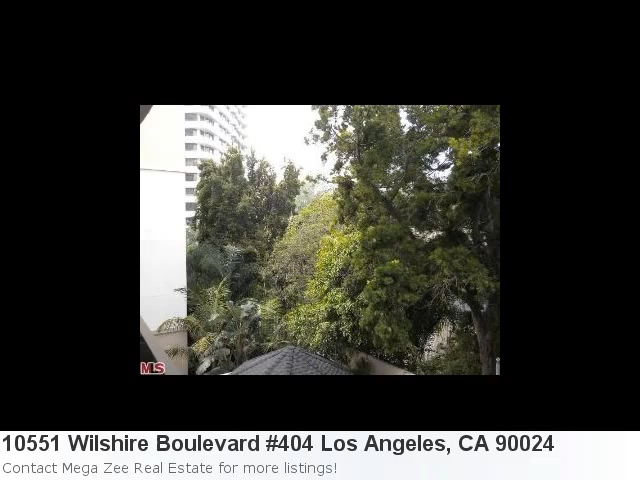 MLS
10551 Wilshire Boulevard #404 Los Angeles, CA 90024
Contact Mega Zee Real Estate for more listings!